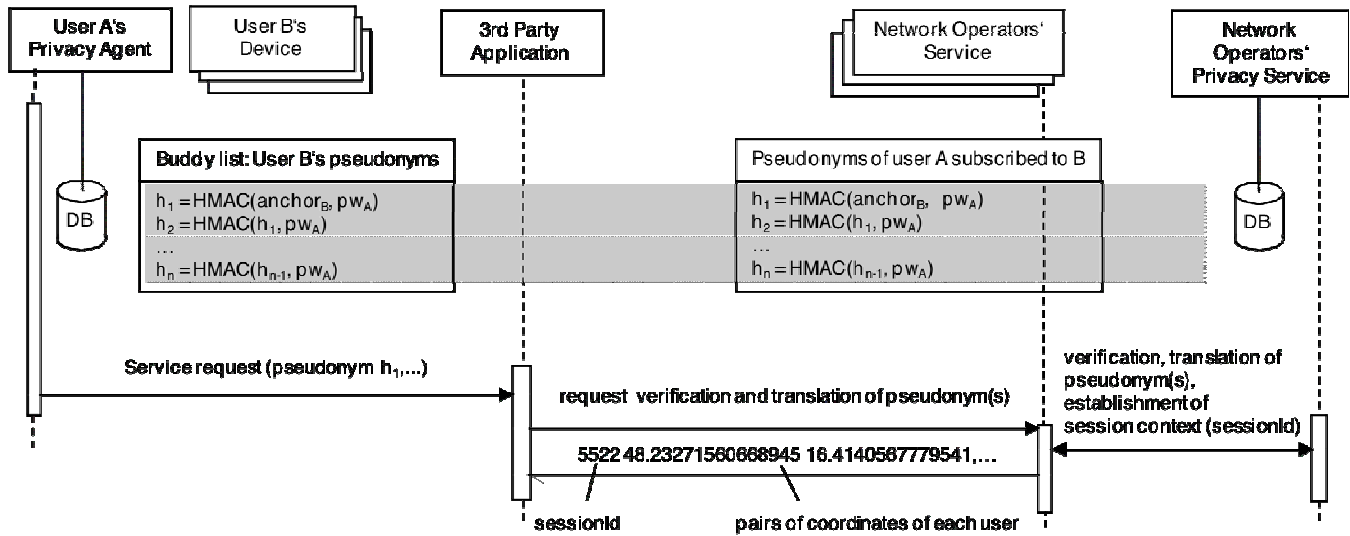 User A's
Privacy Agent
User B's
Device
3rd Party
Application
Network Operators'
Service
Network
Operators'
Privacy Service
Buddy list: User B's pseudonyms
h1 = HMAC(anchorB, pwA)
h2 = HMAC(h1, pwA)
...
hn = HMAC(hn-1, pwA)
Pseudonyms of user A subscribed to B
h1 = HMAC(anchorB, pwA)
h2 = HMAC(h1, pwA)
...
hn = HMAC(hn-1, pwA)
DB
DB
Service request (pseudonym h1,...)
request verification and translation of pseudonym(s)
verification, translation of
pseudonym(s),
establishment of
session context (sessionId)
5522 48.23271560668945 16.4140567779541,...
sessionId
pairs of coordinates of each user